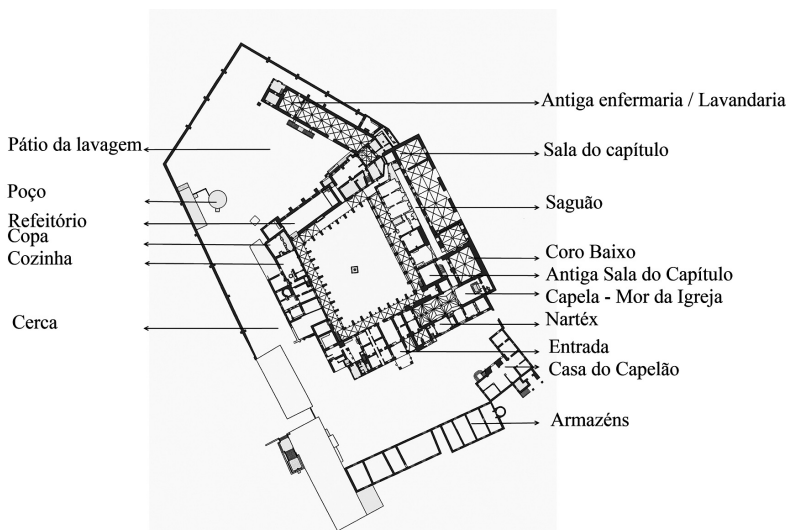 Pátio da lavagem
Poço
Refeitório
Copa
Cozinha
Cerca
Antiga enfermaria / Lavandaria
Sala do capítulo
Saguão
Coro Baixo
Antiga Sala do Capítulo
Capela - Mor da Igreja
Nartéx
Entrada
Casa do Capelão
Armazéns